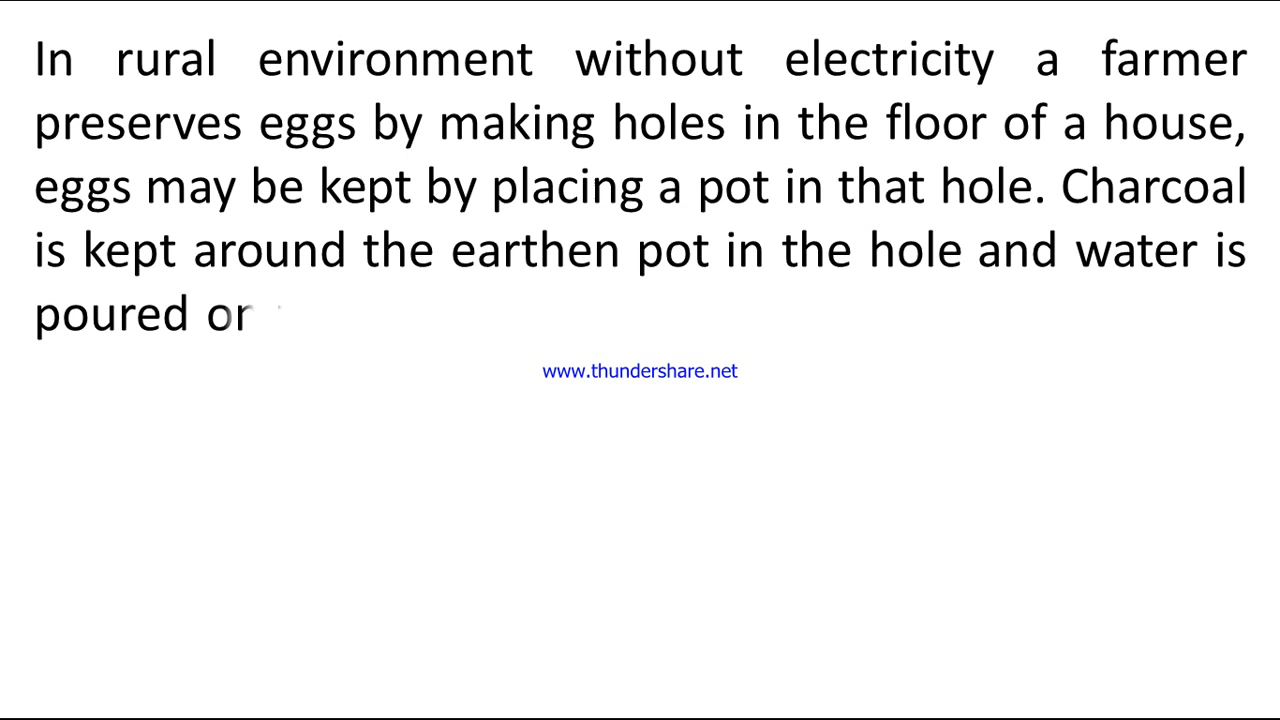 In rural environment without electricity a farmer
preserves eggs by making holes in the floor of a house,
eggs may be kept by placing a pot in that hole. Charcoal
is kept around the earthen pot in the hole and water is
poured
www.thundershare.net